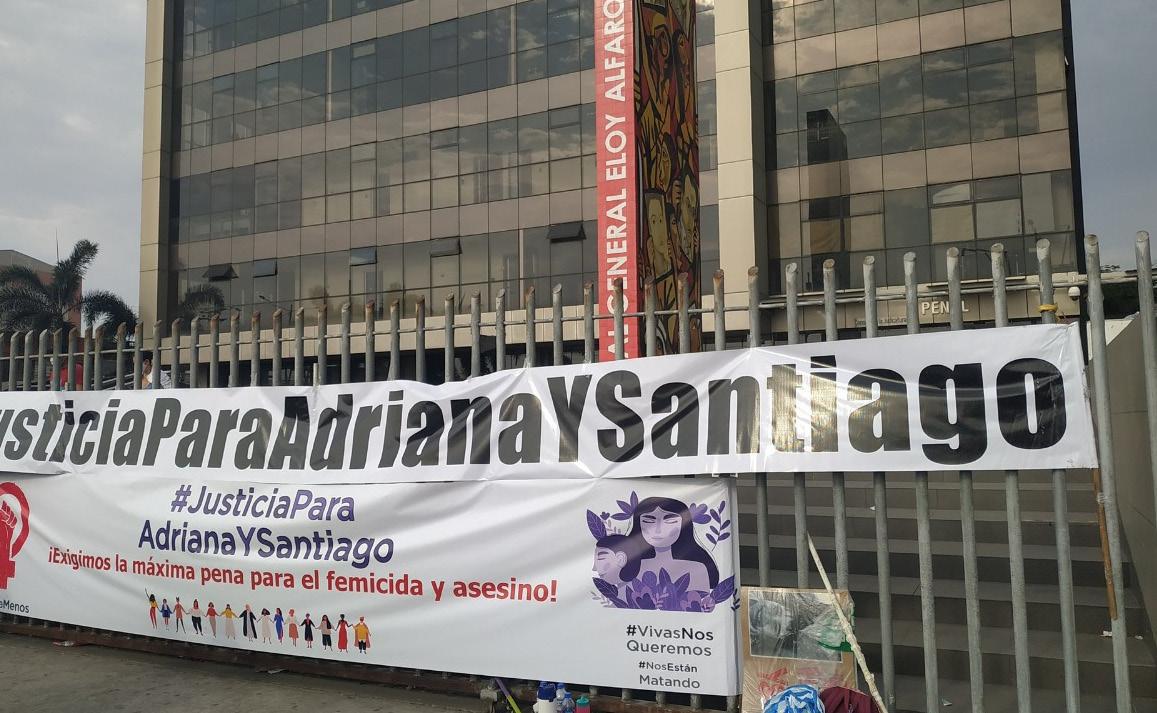 AL GENERAL ELOY ALFARO
PENAL
usticiaParaAdrianaYSantiago
#JusticiaPara
AdrianaYSantiago
¡Exigimos la máxima pena para el femicida y asesino!
aMenos
#VivasNos
Queremos
#NosEstán
Matando